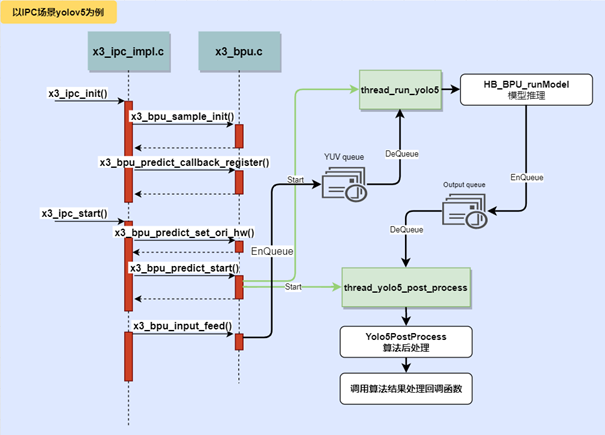 以IPC场景yolov5为例
x3_ipc_impl.c
x3_bpu.c
thread_run_yolo5
HB_BPU_runModel
模型推理
x3_ipc_init()
x3_bpu_sample_init()
x3_bpu_predict_callback_register()
YUV queue
DeQueue
Start
EnQueue
Output queue
x3_ipc_start()
x3_bpu_predict_set_ori_hw()
EnQueue
DeQueue
x3_bpu_predict_start()
Start
thread_yolo5_post_process
x3_bpu_input_feed()
Yolo5PostProcess
算法后处理
调用算法结果处理回调函数